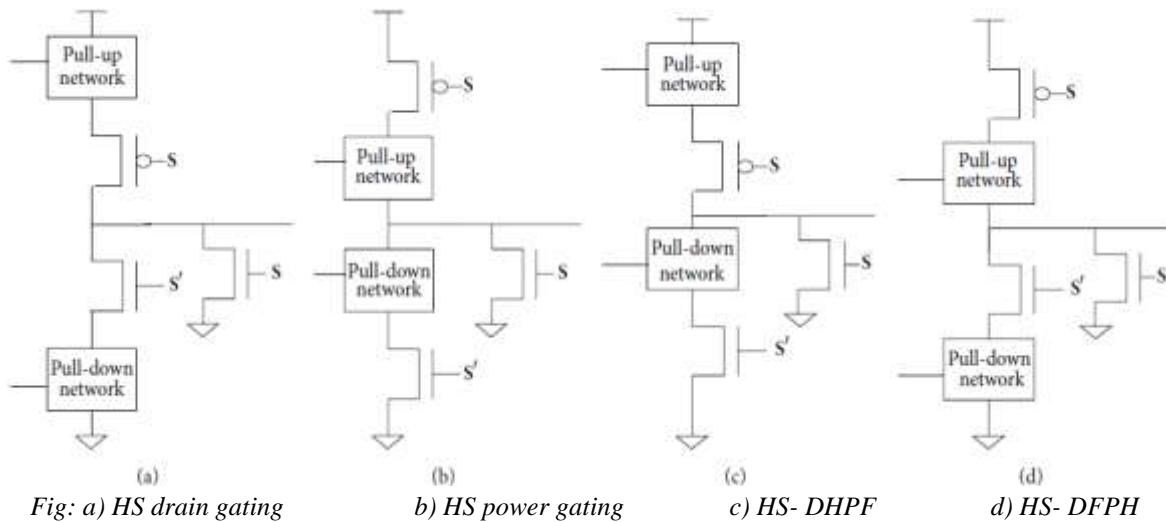 Pull-up
network
S
S'
S
Pull-down
network
(a)
S
Pull-up
network
Pull-down
network
S
S'
(b)
Pull-up
network
S
Pull-down
network
S
S'
(c)
S
Pull-up
network
S'
S
Pull-down
network
(d)
Fig: a) HS drain gating b) HS power gating c) HS- DHPF d) HS- DFPH